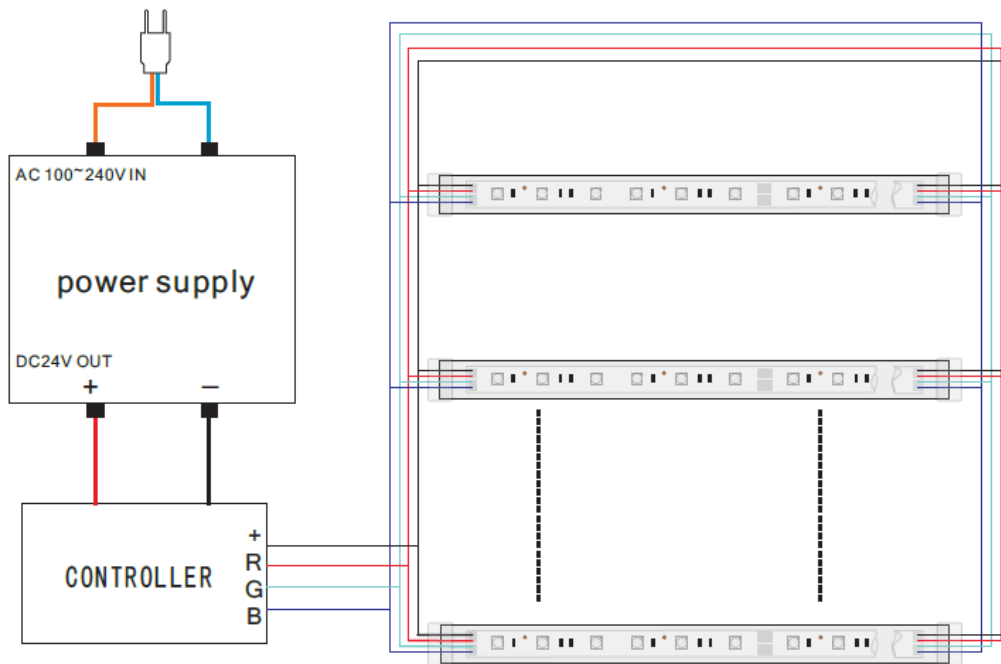 AC 100~240V IN
power supply
DC24V OUT
+ −
CONTROLLER
+
R
G
B